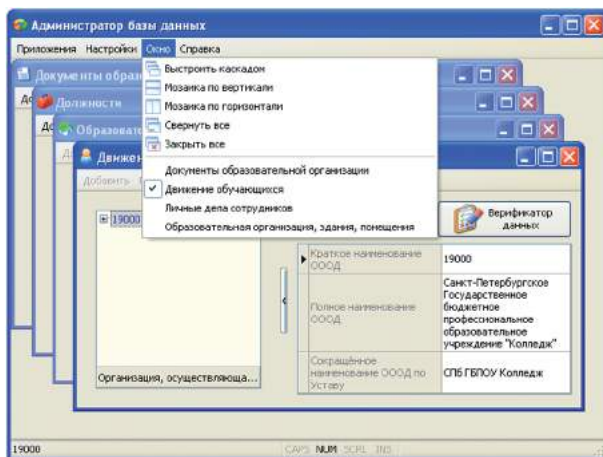 Администратор базы данных
Приложения Настройки Окно Справка
Документы образо
Должности
Образоват
Движен
Добавить
Выстроить каскадом
Мозаика по вертикали
Мозаика по горизонтали
Свернуть все
Закрыть все
Документы образовательной организации
Движение обучающихся
Личные дела сотрудников
Образовательная организация, здания, помещения
19000
Верификатор
данных
Краткое наименование
ОООД
19000
Полное наименование
ОООД
Санкт-Петербургское
Государственное
бюджетное
профессиональное
образовательное
учреждение "Колледж"
Сокращённое
наименование ОООД по
Уставу
СПб ГБПОУ Колледж
Организация, осуществляюща...
19000
CAPS NUM SCRL INS